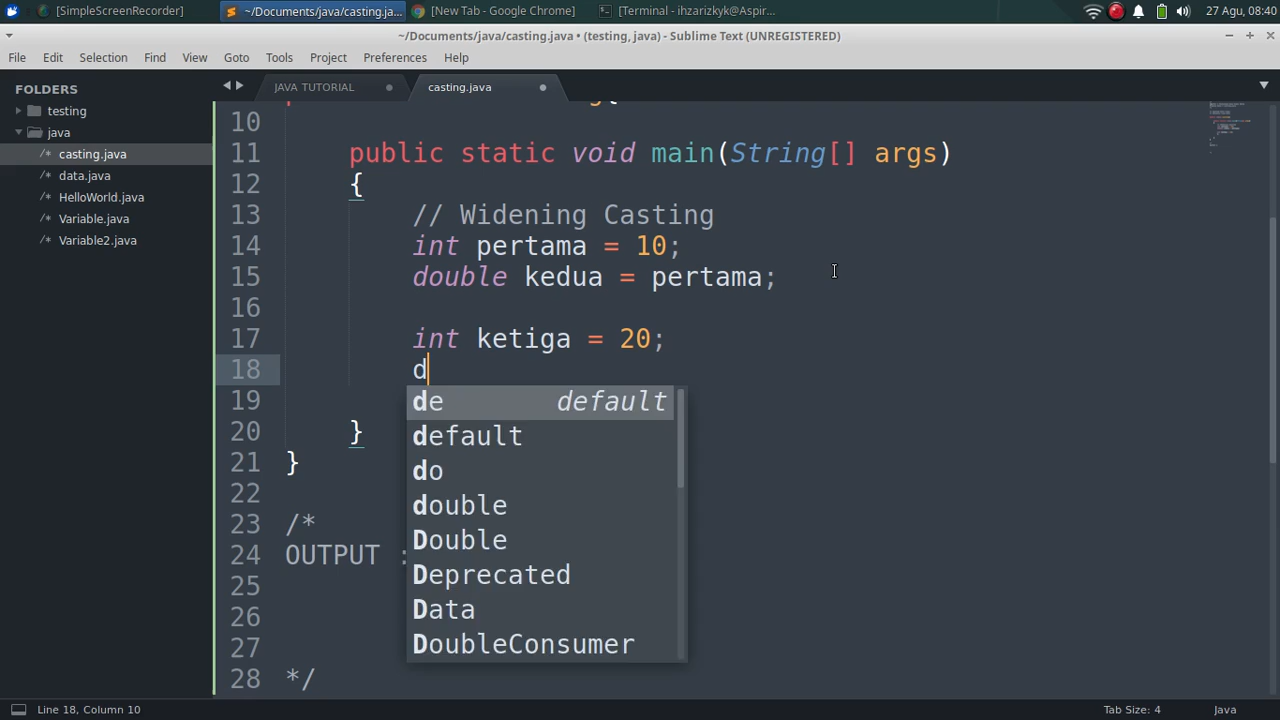 [SimpleScreenRecorder]
~/Documents/java/casting.ja...
[New Tab - Google Chrome]
[Terminal - ihzarizkyk@Aspir...
27 Agu, 08:40
~/Documents/java/casting.java • (testing, java) - Sublime Text (UNREGISTERED)
File Edit Selection View Goto Tools Project Preferences Help
FOLDERS
testing
java
/* casting.java
/* data.java
/* HelloWorld.java
/* Variable.java
/* Variable2.java
JAVA TUTORIAL
casting.java
10
11 public static void main(String[] args)
12 {
13 // Widening Casting
14 int pertama = 10;
15 double kedua = pertama;
16
17 int ketiga = 20;
18 d
19
20 }
21 }
22
23 /*
24 OUTPUT :
25
26
27
28 */
de default
default
do
double
Double
Deprecated
Data
DoubleConsumer
Line 18, Column 10
Tab Size: 4
Java